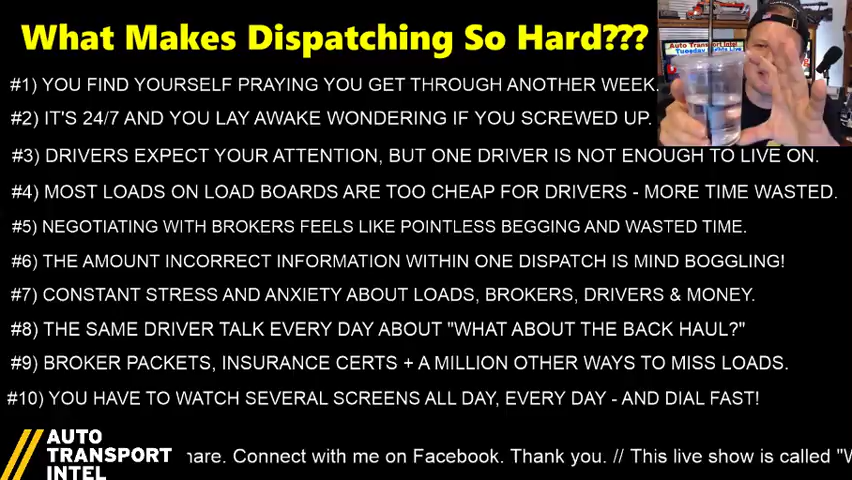 What Makes Dispatching So Hard???
#1) YOU FIND YOURSELF PRAYING YOU GET THROUGH ANOTHER WEEK.
#2) IT'S 24/7 AND YOU LAY AWAKE WONDERING IF YOU SCREWED UP.
#3) DRIVERS EXPECT YOUR ATTENTION, BUT ONE DRIVER IS NOT ENOUGH TO LIVE ON.
#4) MOST LOADS ON LOAD BOARDS ARE TOO CHEAP FOR DRIVERS - MORE TIME WASTED.
#5) NEGOTIATING WITH BROKERS FEELS LIKE POINTLESS BEGGING AND WASTED TIME.
#6) THE AMOUNT INCORRECT INFORMATION WITHIN ONE DISPATCH IS MIND BOGGLING!
#7) CONSTANT STRESS AND ANXIETY ABOUT LOADS, BROKERS, DRIVERS & MONEY.
#8) THE SAME DRIVER TALK EVERY DAY ABOUT "WHAT ABOUT THE BACK HAUL?"
#9) BROKER PACKETS, INSURANCE CERTS + A MILLION OTHER WAYS TO MISS LOADS.
#10) YOU HAVE TO WATCH SEVERAL SCREENS ALL DAY, EVERY DAY - AND DIAL FAST!
AUTO
TRANSPORT
INTEL
hare. Connect with me on Facebook. Thank you. // This live show is called "W